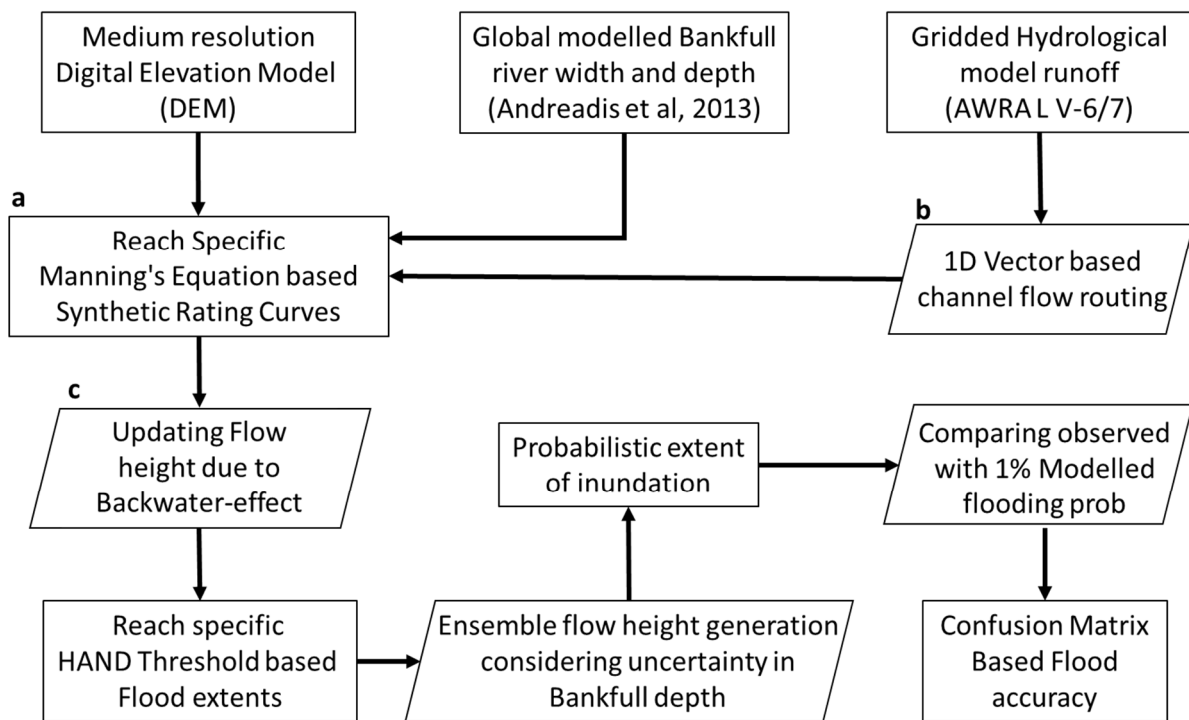 Medium resolution
Digital Elevation Model
(DEM)
Global modelled Bankfull
river width and depth
(Andreadis et al, 2013)
Gridded Hydrological
model runoff
(AWRA L V-6/7)
a
Reach Specific
Manning's Equation based
Synthetic Rating Curves
b
1D Vector based
channel flow routing
c
Updating Flow
height due to
Backwater-effect
Probabilistic extent
of inundation
Comparing observed
with 1% Modelled
flooding prob
Reach specific
HAND Threshold based
Flood extents
Ensemble flow height generation
considering uncertainty in
Bankfull depth
Confusion Matrix
Based Flood
accuracy